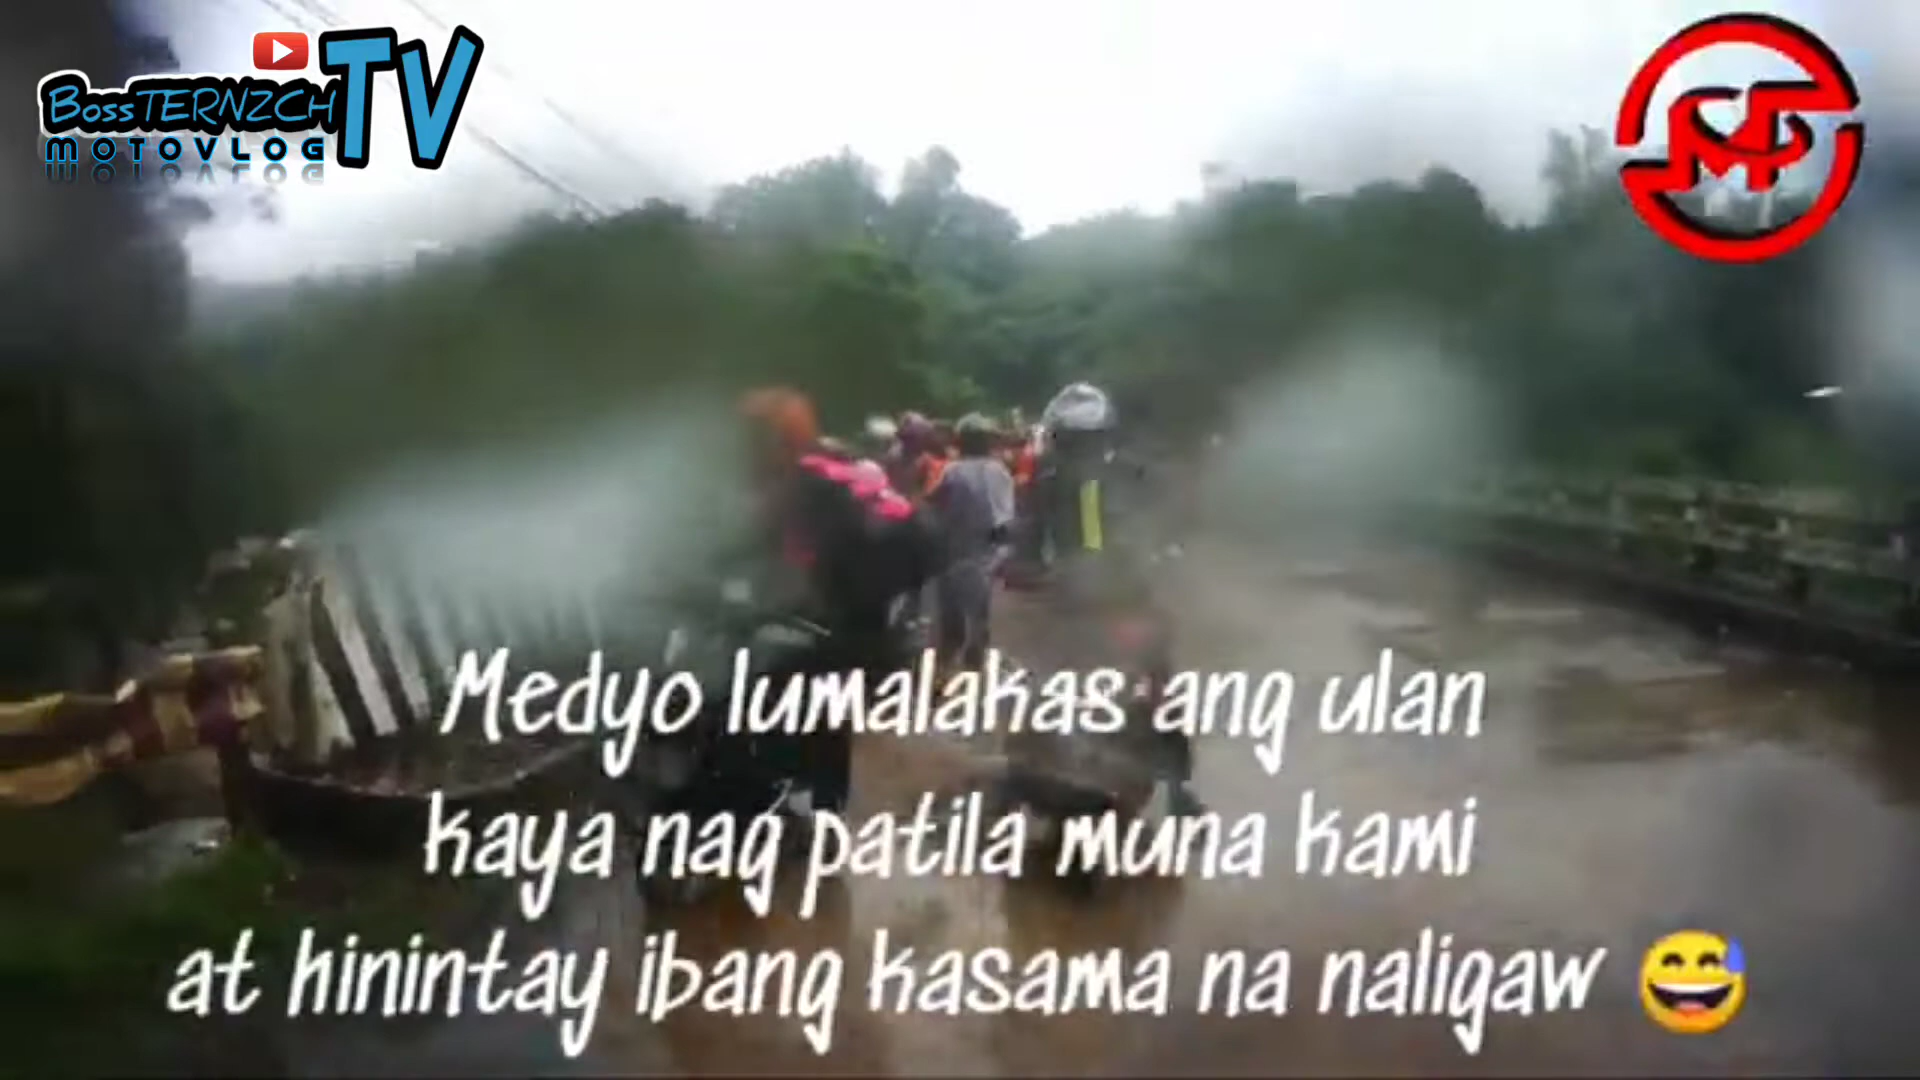 BossTERNZCH TV
MOTOVLOG
Medyo lumalakas ang ulan
kaya nag patila muna kami
at hinintay ibang kasama na naligaw 😅